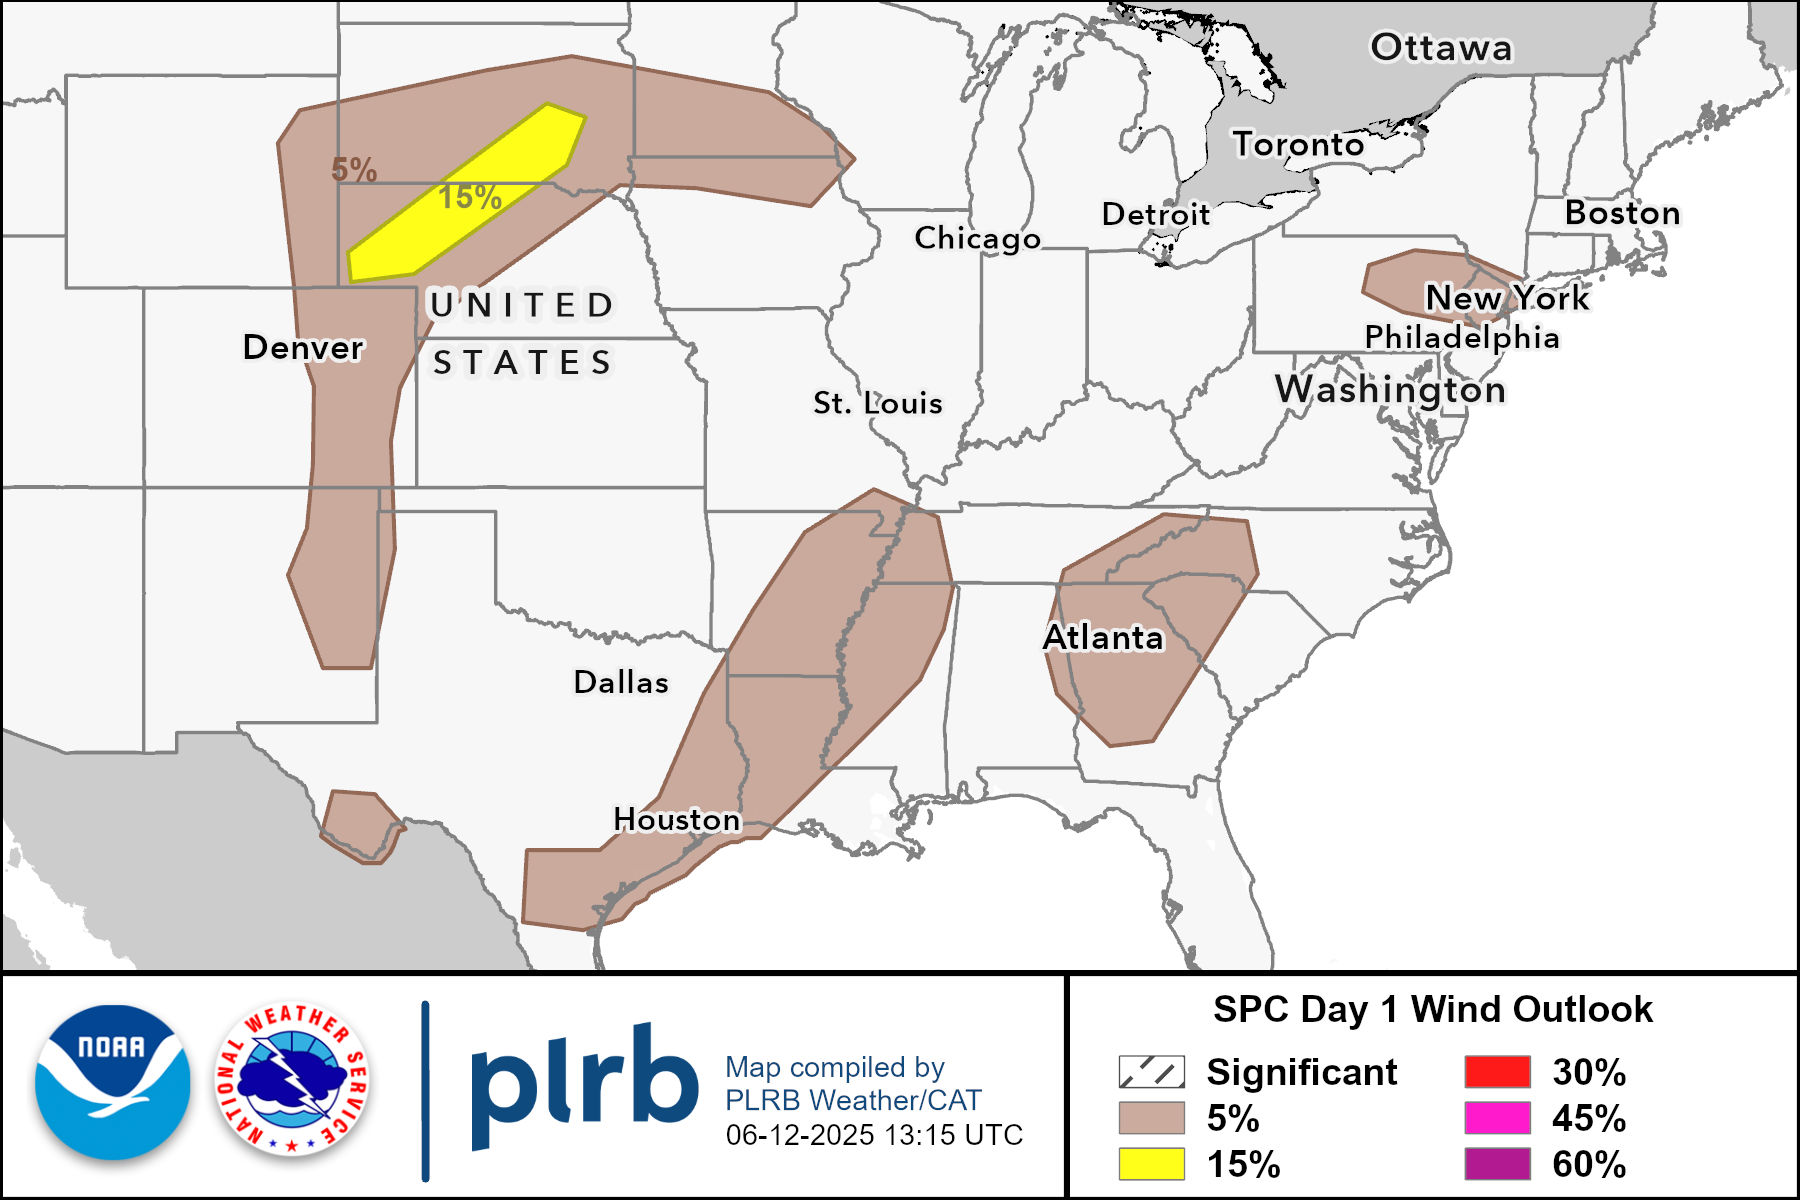 Ottawa
Toronto
5%
15%
Detroit
Boston
Chicago
UNITED
STATES
New York
Philadelphia
Denver
Washington
St. Louis
Atlanta
Dallas
Houston
NOAA
NATIONAL WEATHER SERVICE
plrb
Map compiled by
PLRB Weather/CAT
06-12-2025 13:15 UTC
SPC Day 1 Wind Outlook
Significant
5%
15%
30%
45%
60%